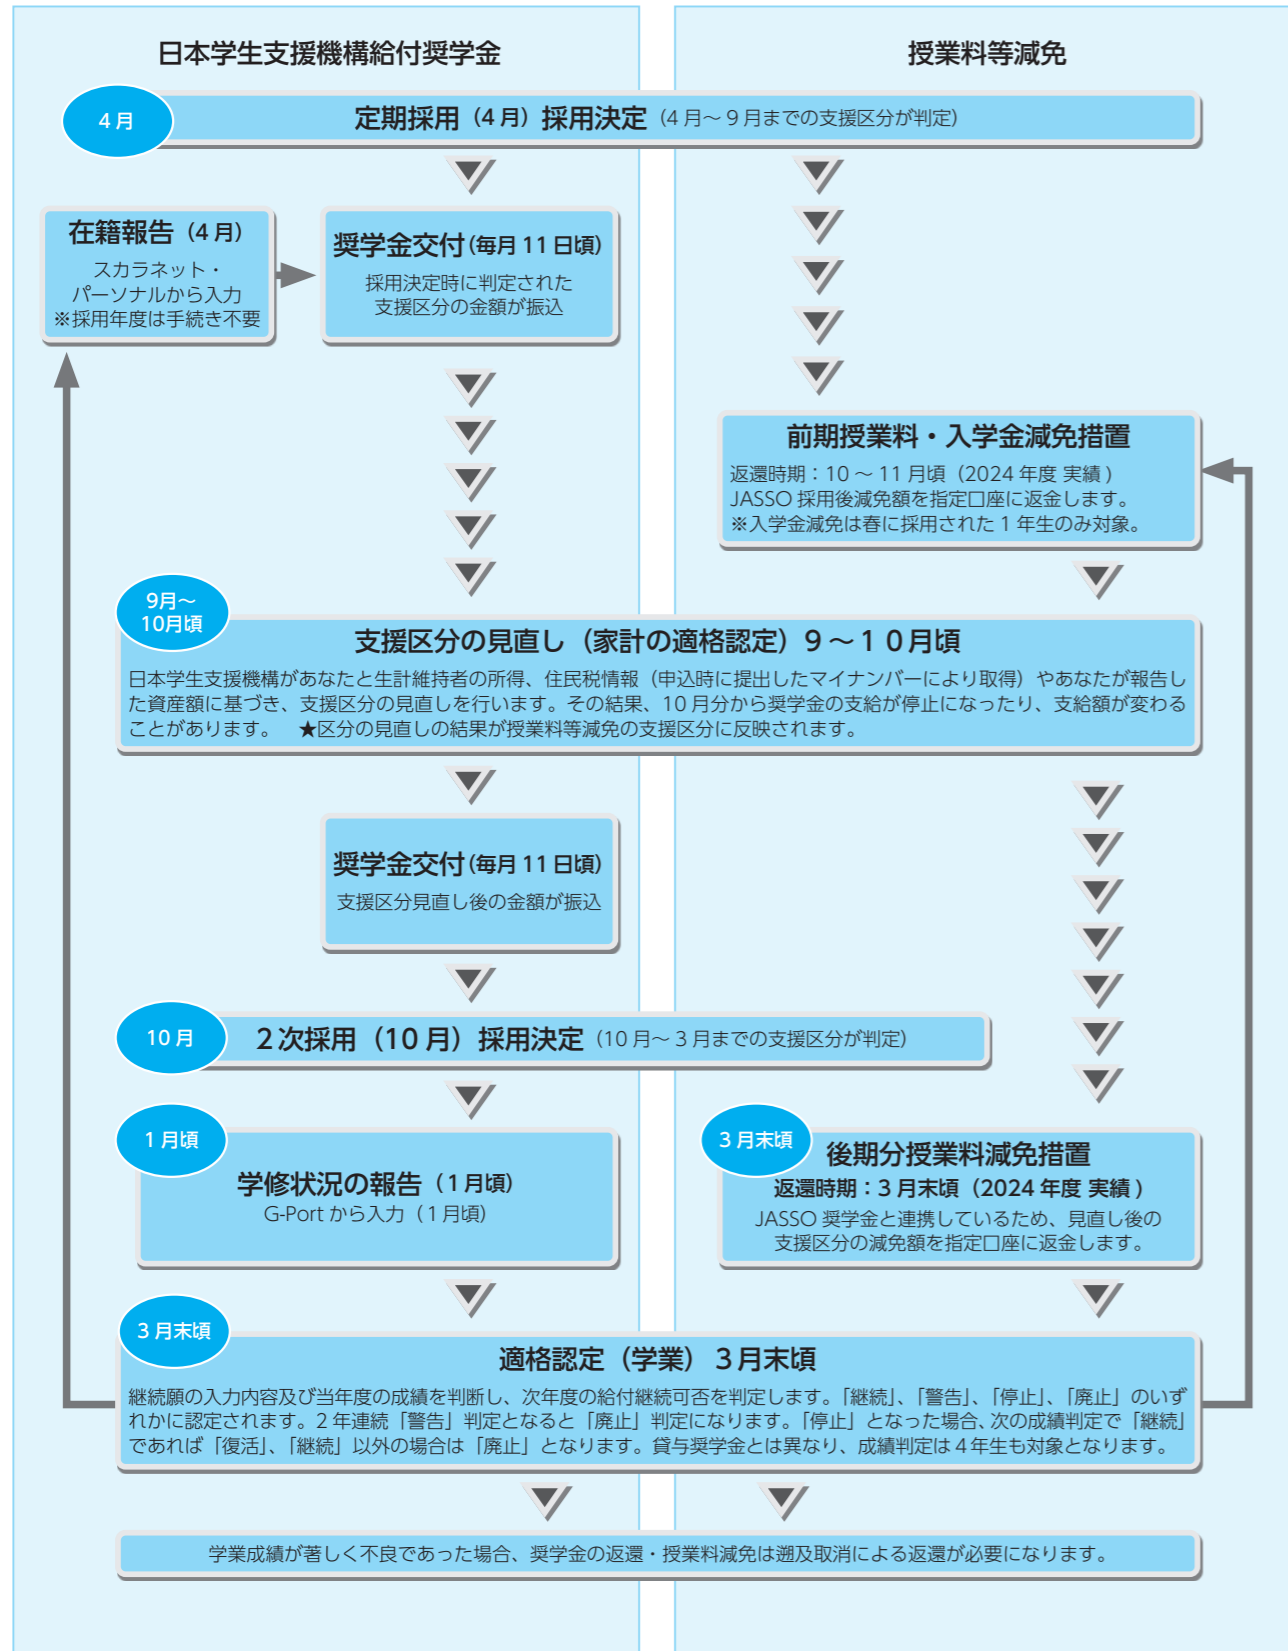 日本学生支援機構給付奨学金
授業料等減免
4月
定期採用（4月）採用決定（4月～9月までの支援区分が判定）
在籍報告（4月）
スカラネット・
パーソナルから入力
※採用年度は手続き不要
奨学金交付（毎月11日頃）
採用決定時に判定された
支援区分の金額が振込
前期授業料・入学金減免措置
返還時期：10～11月頃（2024年度 実績）
JASSO採用後減免額を指定口座に返金します。
※入学金減免は春に採用された1年生のみ対象。
9月～
10月頃
支援区分の見直し（家計の適格認定）9～10月頃
日本学生支援機構があなたと生計維持者の所得、住民税情報（申込時に提出したマイナンバーにより取得）やあなたが報告し
た資産額に基づき、支援区分の見直しを行います。その結果、10月分から奨学金の支給が停止になったり、支給額が変わる
ことがあります。　★区分の見直しの結果が授業料等減免の支援区分に反映されます。
奨学金交付（毎月11日頃）
支援区分見直し後の金額が振込
10月
2次採用（10月）採用決定（10月～3月までの支援区分が判定）
1月頃
学修状況の報告（1月頃）
G-Portから入力（1月頃）
3月末頃
後期分授業料減免措置
返還時期：3月末頃（2024年度 実績）
JASSO奨学金と連携しているため、見直し後の
支援区分の減免額を指定口座に返金します。
3月末頃
適格認定（学業）3月末頃
継続願の入力内容及び当年度の成績を判断し、次年度の給付継続可否を判定します。「継続」、「警告」、「停止」、「廃止」のいず
れかに認定されます。2年連続「警告」判定となると「廃止」判定になります。「停止」となった場合、次の成績判定で「継続」
であれば「復活」、「継続」以外の場合は「廃止」となります。貸与奨学金とは異なり、成績判定は4年生も対象となります。
学業成績が著しく不良であった場合、奨学金の返還・授業料減免は遡及取消による返還が必要になります。